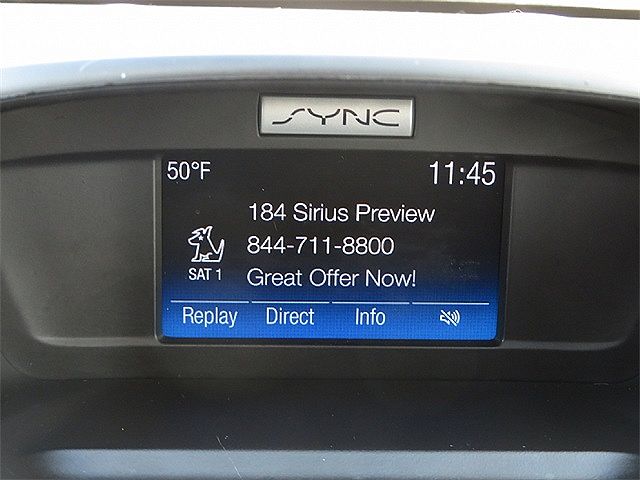 SYNC
50°F 11:45
184 Sirius Preview
844-711-8800
SAT 1
Great Offer Now!
Replay Direct Info